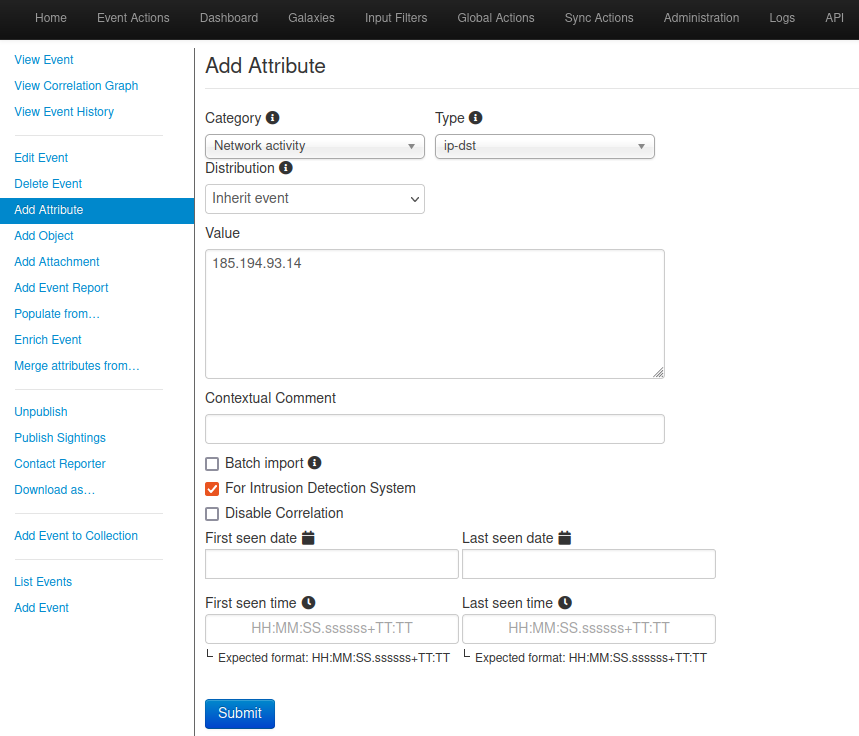 Home Event Actions Dashboard Galaxies Input Filters Global Actions Sync Actions Administration Logs API
View Event
View Correlation Graph
View Event History
Edit Event
Delete Event
Add Attribute
Add Object
Add Attachment
Add Event Report
Populate from…
Enrich Event
Merge attributes from…
Unpublish
Publish Sightings
Contact Reporter
Download as…
Add Event to Collection
List Events
Add Event
Add Attribute
Category Type
Network activity ip-dst
Distribution
Inherit event
Value
185.194.93.14
Contextual Comment
Batch import
For Intrusion Detection System
Disable Correlation
First seen date Last seen date
First seen time Last seen time
HH:MM:SS.ssssss+TT:TT HH:MM:SS.ssssss+TT:TT
Expected format: HH:MM:SS.ssssss+TT:TT Expected format: HH:MM:SS.ssssss+TT:TT
Submit